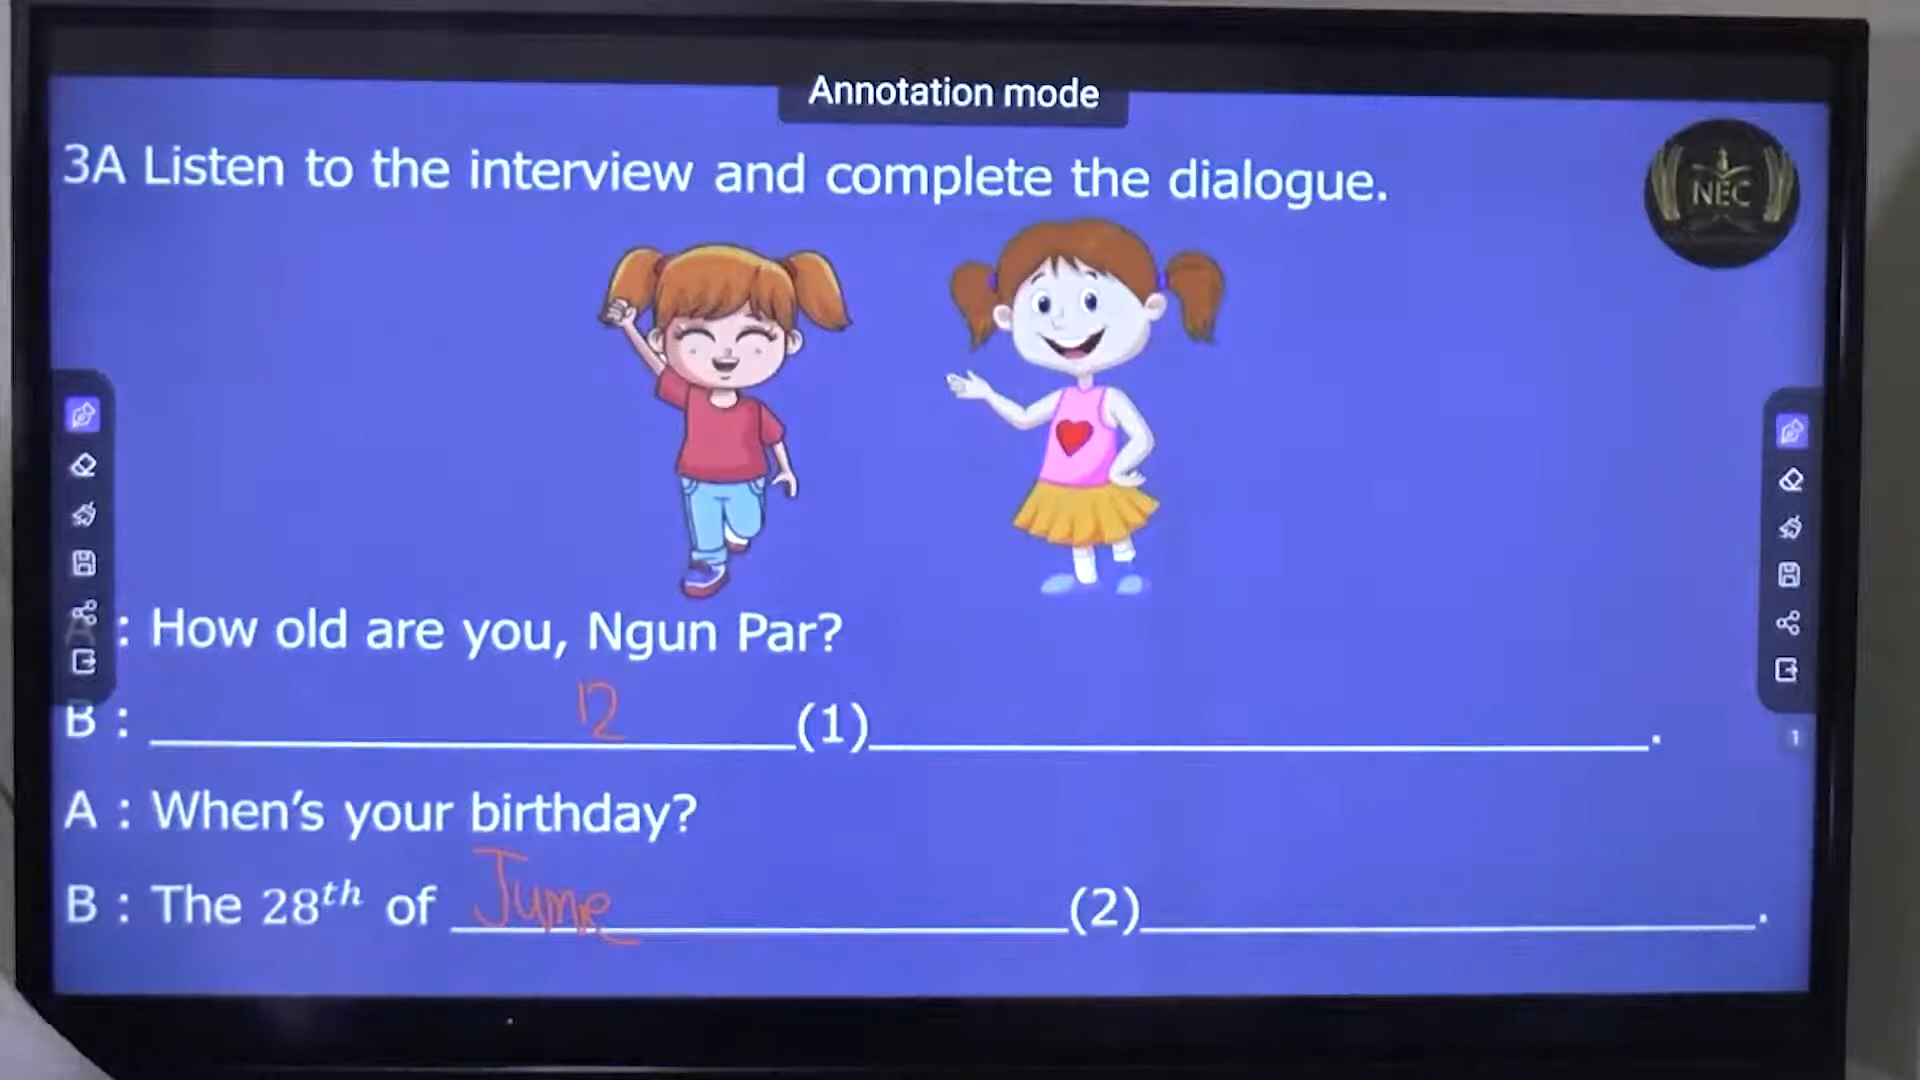 Annotation mode
3A Listen to the interview and complete the dialogue.
NEC
A : How old are you, Ngun Par?
B : 12 (1) .
1
A : When's your birthday?
B : The 28th of June (2) .